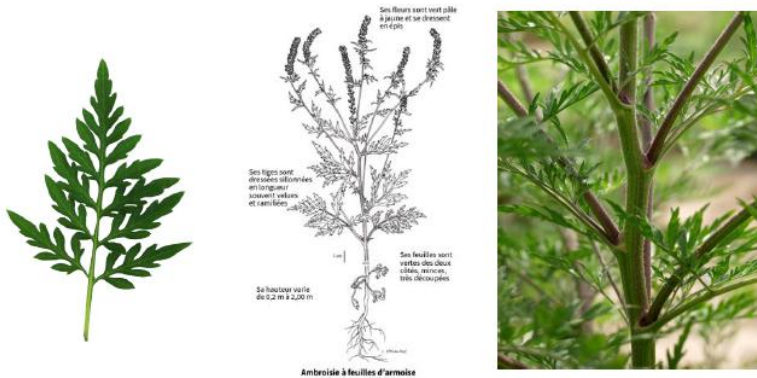 Ses fleurs sont vert pâle
à jaune et se dressent
en épis
Ses tiges sont
dressées sillonnées
en longueur
souvent velues
et ramifiées
Ses feuilles sont
vertes des deux
côtés, minces,
très découpées
Sa hauteur varie
de 0,2 m à 2,00 m
Ambroisie à feuilles d'armoise